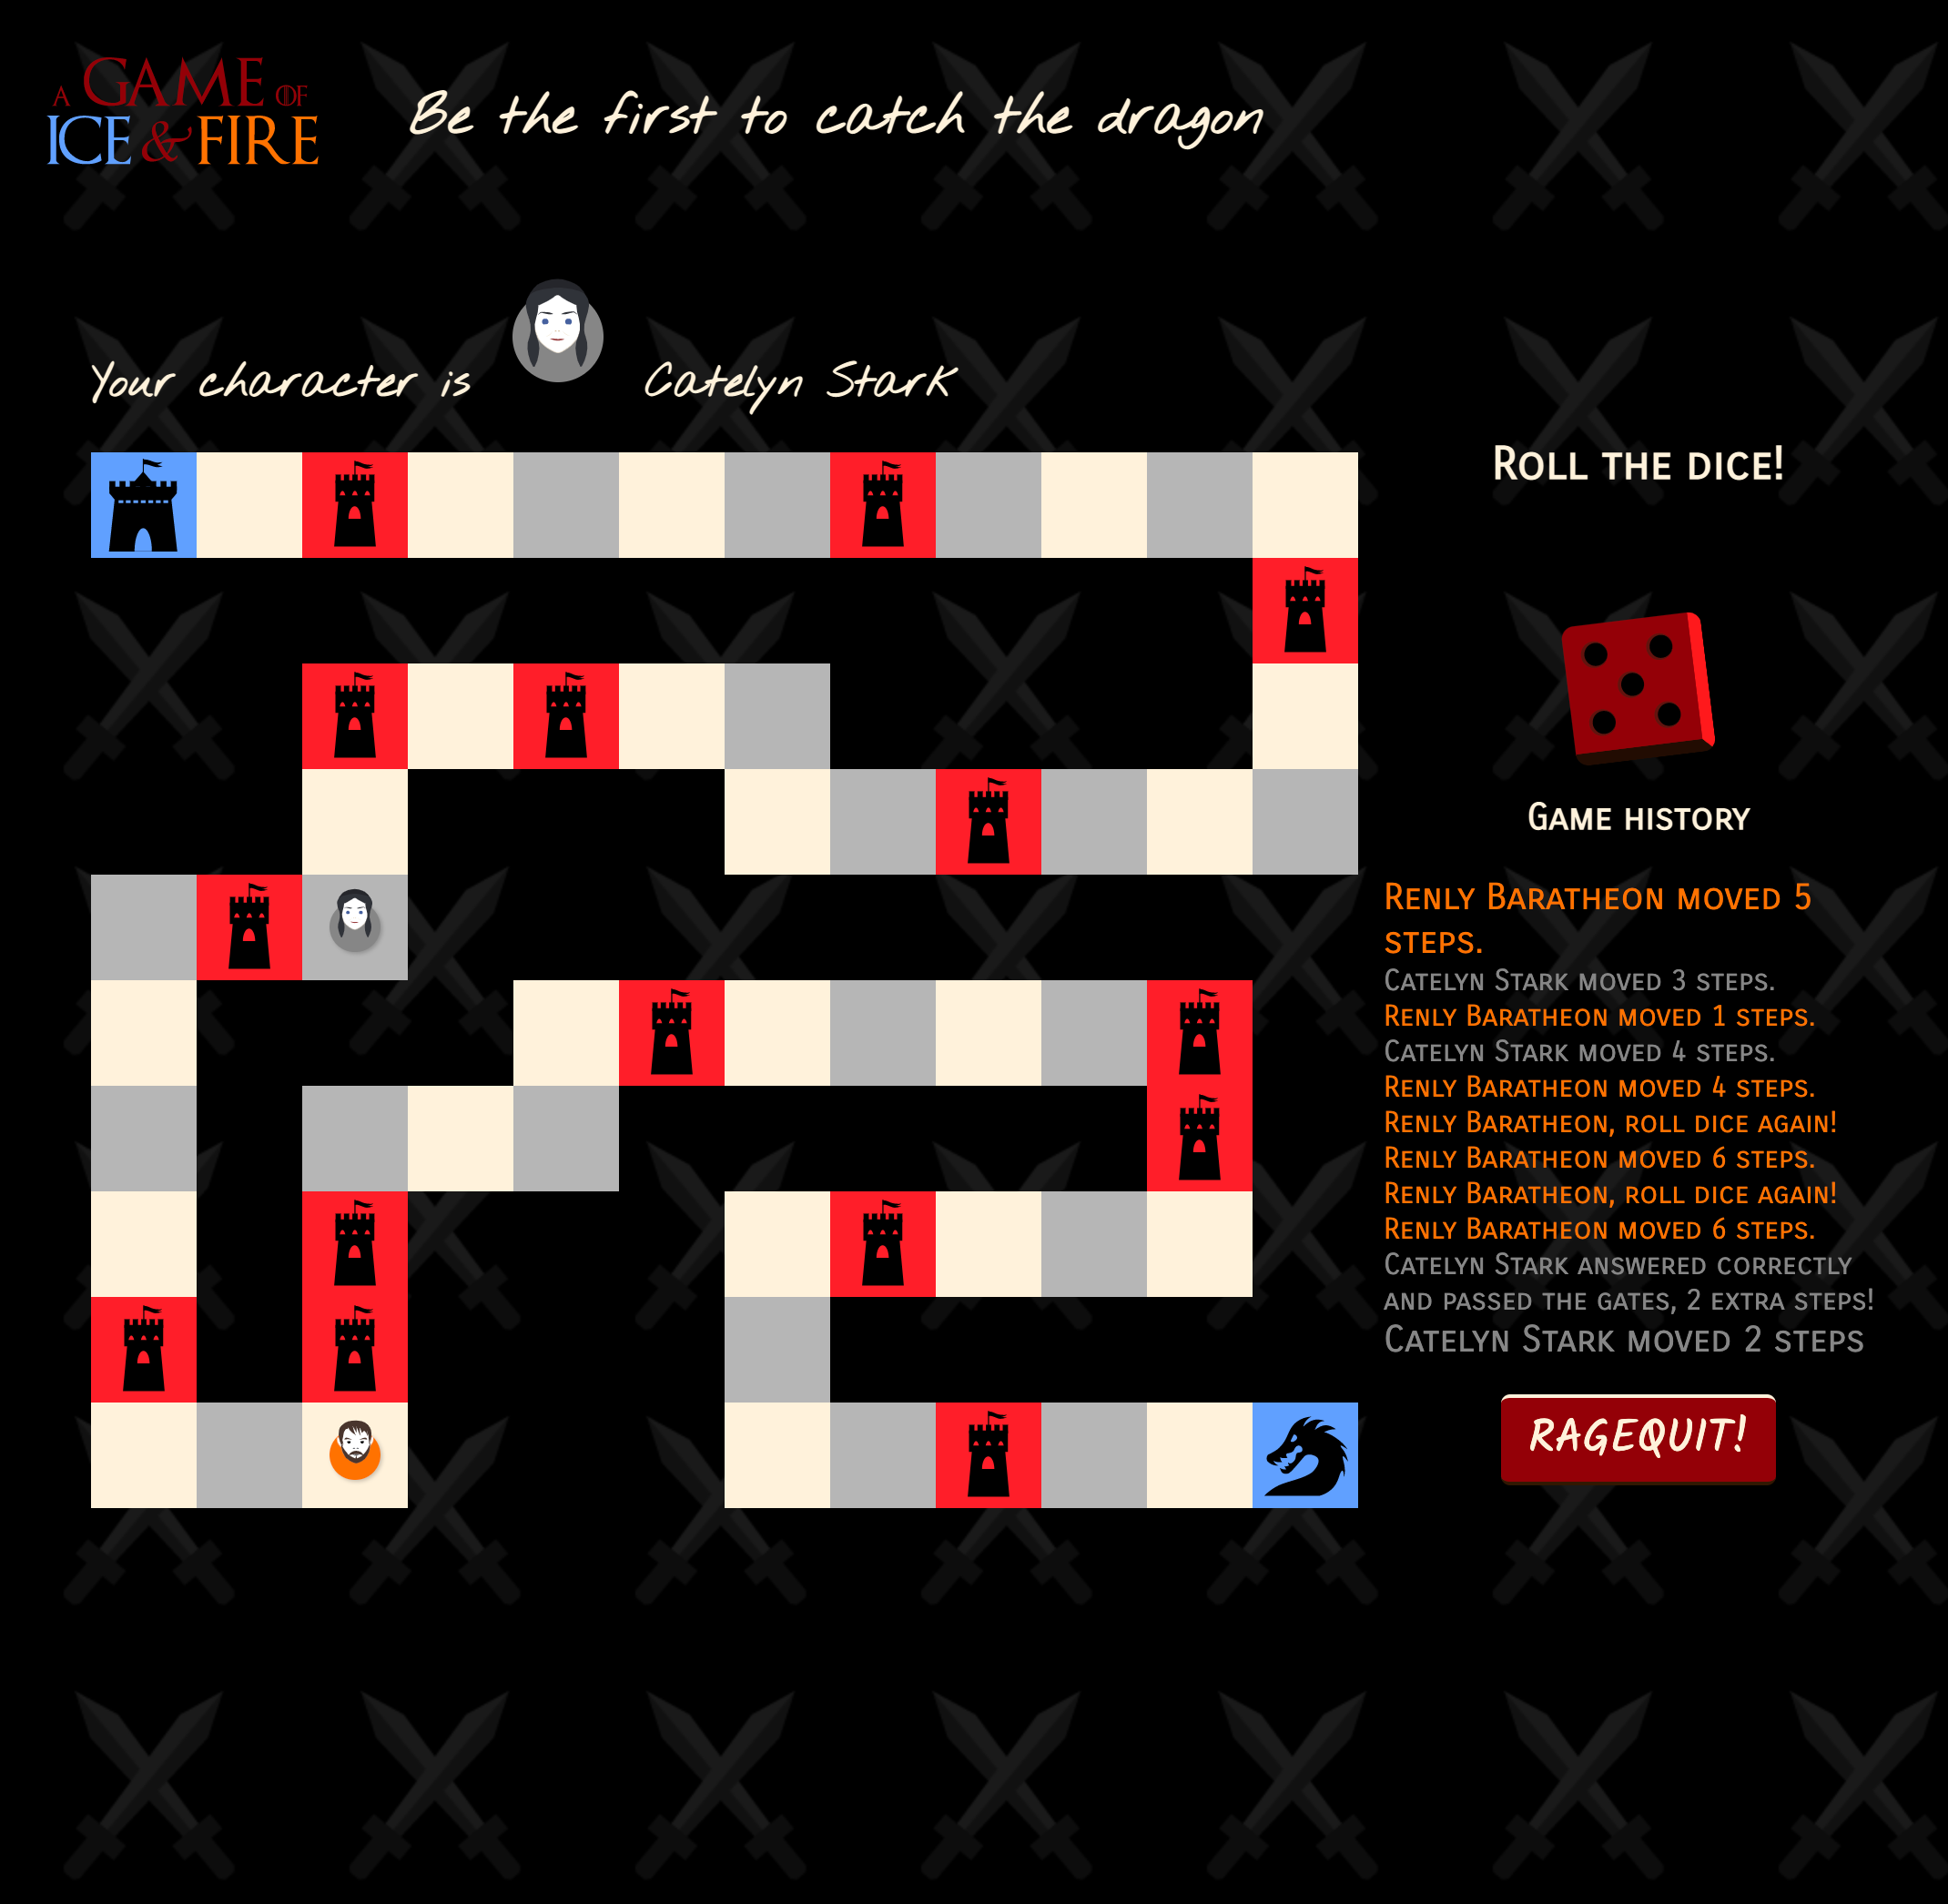 A GAME OF
ICE & FIRE
Be the first to catch the dragon
Your character is Catelyn Stark
Roll the dice!
Game history
Renly Baratheon moved 5
steps.
Catelyn Stark moved 3 steps.
Renly Baratheon moved 1 steps.
Catelyn Stark moved 4 steps.
Renly Baratheon moved 4 steps.
Renly Baratheon, roll dice again!
Renly Baratheon moved 6 steps.
Renly Baratheon, roll dice again!
Renly Baratheon moved 6 steps.
Catelyn Stark answered correctly
and passed the gates, 2 extra steps!
Catelyn Stark moved 2 steps
RAGEQUIT!